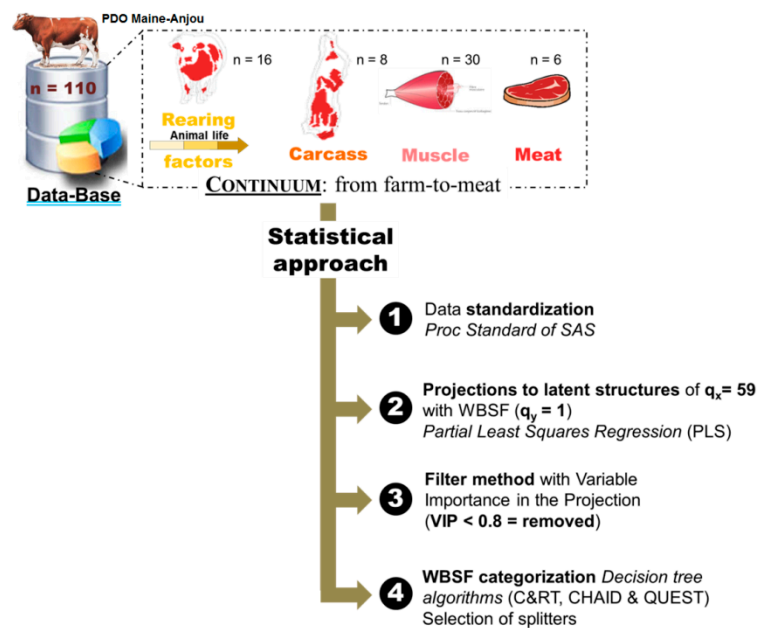 PDO Maine-Anjou
n = 110
Data-Base
n = 16
n = 8
n = 30
n = 6
Rearing
Animal life
factors
Carcass
Muscle
Meat
CONTINUUM: from farm-to-meat
Statistical
approach
1 Data standardization
Proc Standard of SAS
2 Projections to latent structures of qx= 59
with WBSF (qy = 1)
Partial Least Squares Regression (PLS)
3 Filter method with Variable
Importance in the Projection
(VIP < 0.8 = removed)
4 WBSF categorization Decision tree
algorithms (C&RT, CHAID & QUEST)
Selection of splitters